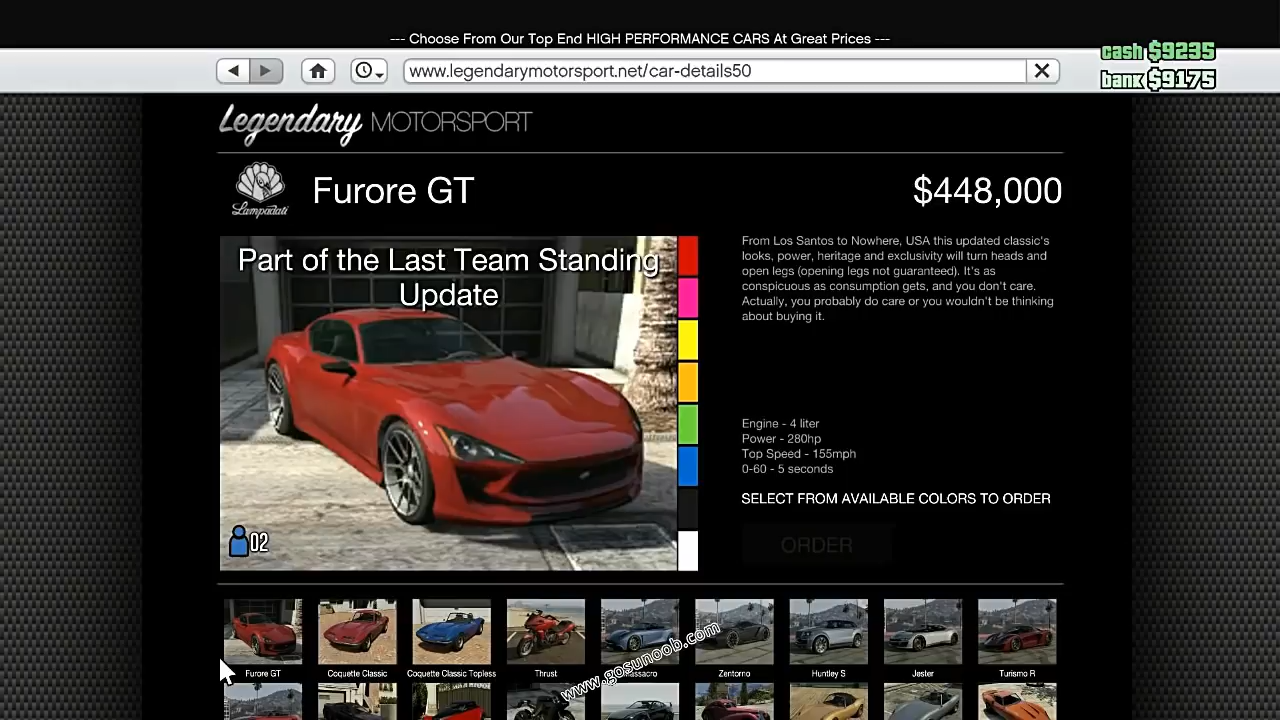 --- Choose From Our Top End HIGH PERFORMANCE CARS At Great Prices ---
cash $9235
www.legendarymotorsport.net/car-details50
bank $9175
Legendary MOTORSPORT
Lampadati
Furore GT
$448,000
Part of the Last Team Standing
Update
02
From Los Santos to Nowhere, USA this updated classic's
looks, power, heritage and exclusivity will turn heads and
open legs (opening legs not guaranteed). It's as
conspicuous as consumption gets, and you don't care.
Actually, you probably do care or you wouldn't be thinking
about buying it.
Engine - 4 liter
Power - 280hp
Top Speed - 155mph
0-60 - 5 seconds
SELECT FROM AVAILABLE COLORS TO ORDER
ORDER
Furore GT
Coquette Classic
Coquette Classic Topless
Thrust
Zentorno
Huntley S
Jester
Turismo R
www.gosunoob.com